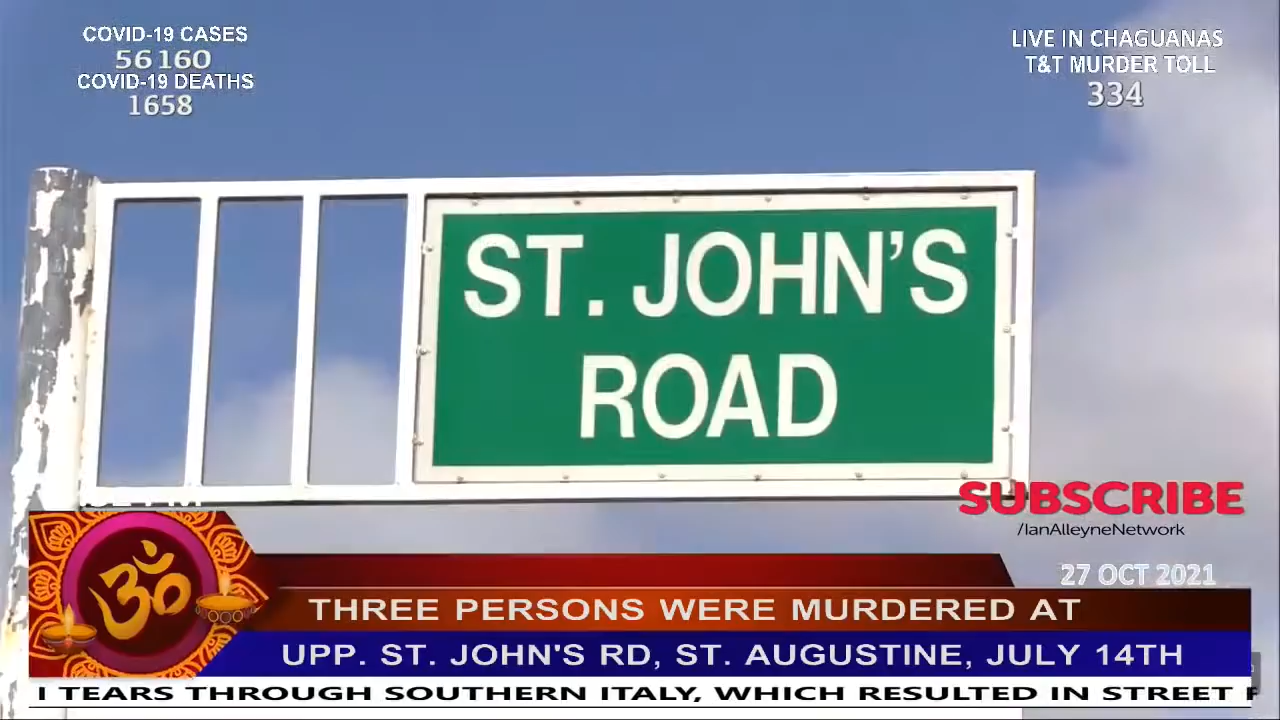 COVID-19 CASES
56160
COVID-19 DEATHS
1658
LIVE IN CHAGUANAS
T&T MURDER TOLL
334
ST. JOHN'S
ROAD
SUBSCRIBE
/IanAlleyneNetwork
27 OCT 2021
ॐ
THREE PERSONS WERE MURDERED AT
UPP. ST. JOHN'S RD, ST. AUGUSTINE, JULY 14TH
TEARS THROUGH SOUTHERN ITALY, WHICH RESULTED IN STREET